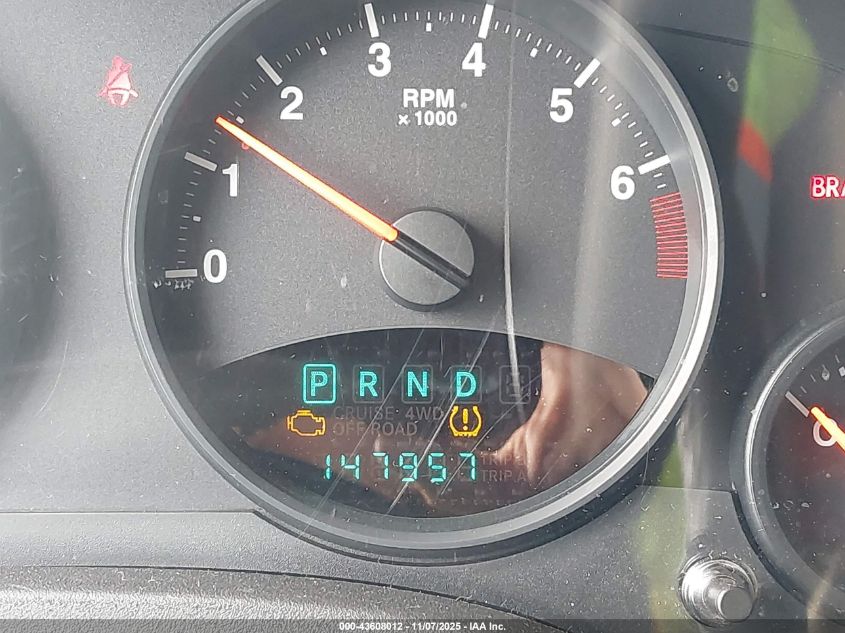 3 4
2 RPM 5
× 1000
1 6
BRA
0
P R N D
CRUISE 4WD
OFF ROAD
0
147957
TRIP A
000-43608012 - 11/07/2025 - IAA Inc.